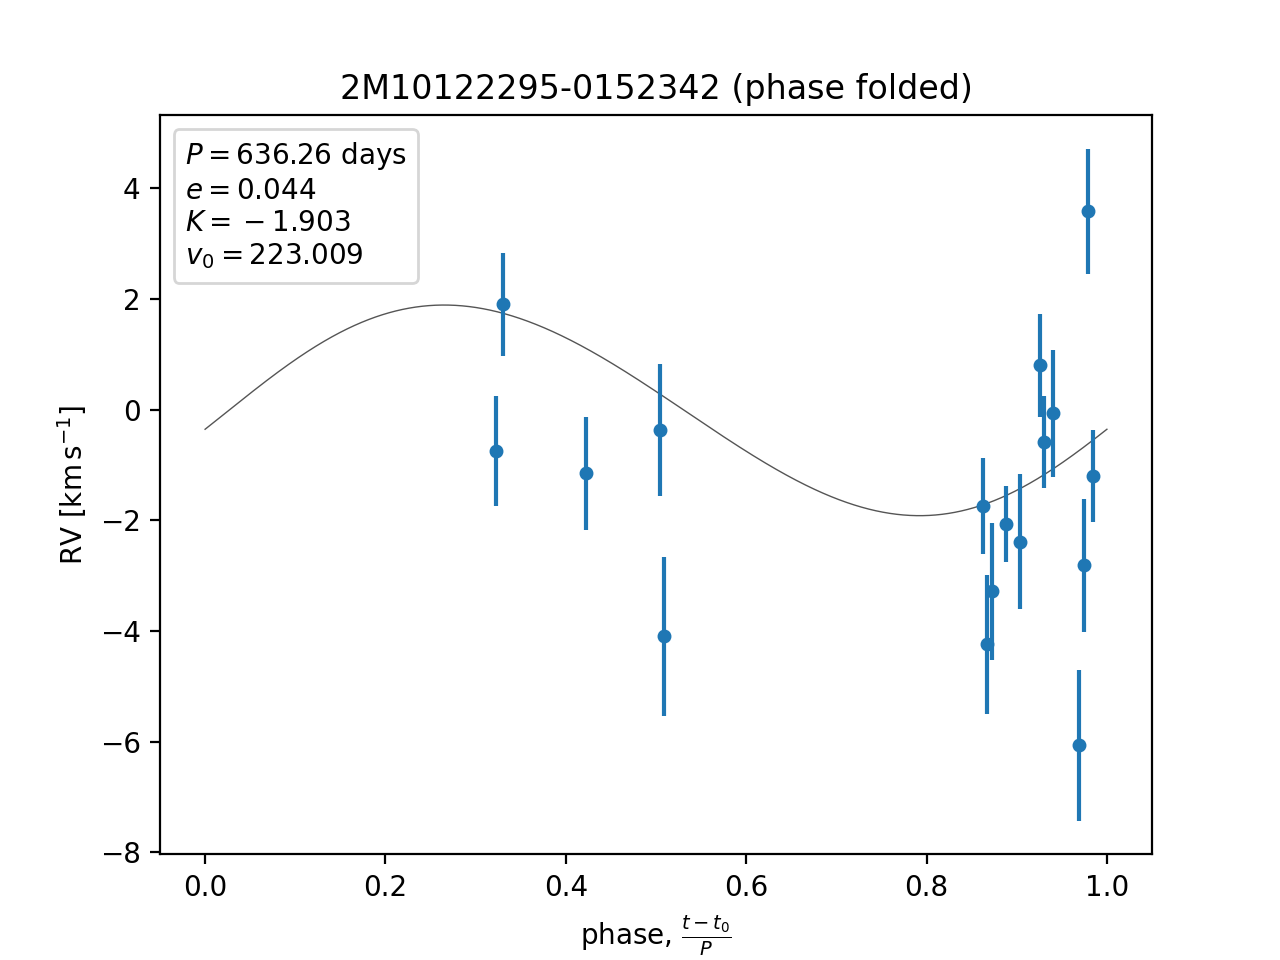 2M10122295-0152342 (phase folded)
P = 636.26 days
e = 0.044
K = −1.903
v₀ = 223.009
4
2
0
−2
−4
−6
−8
RV [km s⁻¹]
0.0 0.2 0.4 0.6 0.8 1.0
phase, (t − t₀)/P